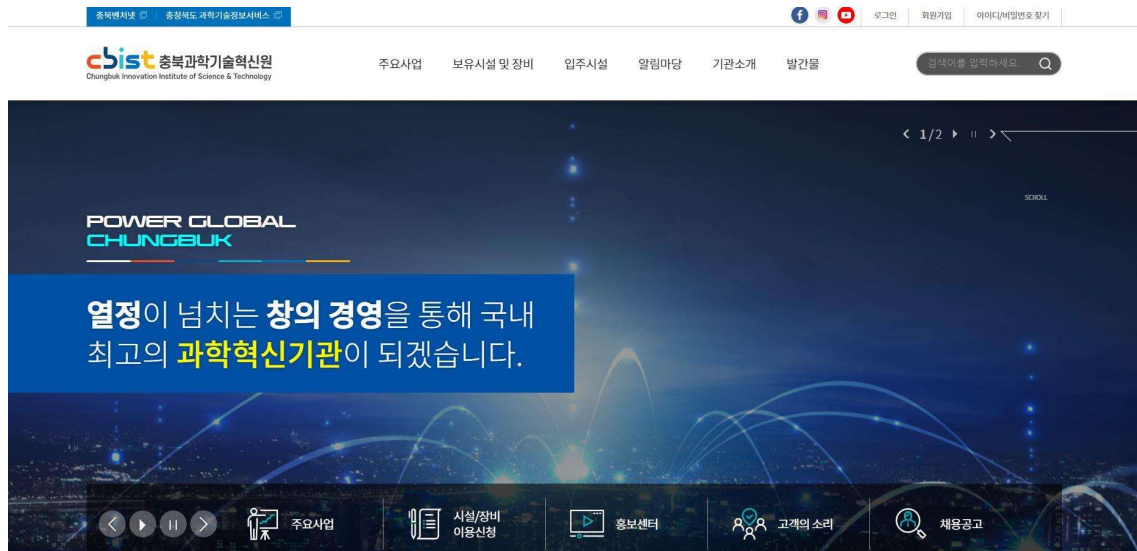 충북벤처넷
충청북도 과학기술정보서비스
로그인
회원가입
아이디/비밀번호 찾기
cbist 충북과학기술혁신원
Chungbuk Innovation Institute of Science & Technology
주요사업
보유시설 및 장비
입주시설
알림마당
기관소개
발간물
검색어를 입력하세요.
1/2
SCROLL
POWER GLOBAL
CHUNGBUK
열정이 넘치는 창의 경영을 통해 국내
최고의 과학혁신기관이 되겠습니다.
주요사업
시설/장비
이용신청
홍보센터
고객의 소리
채용공고